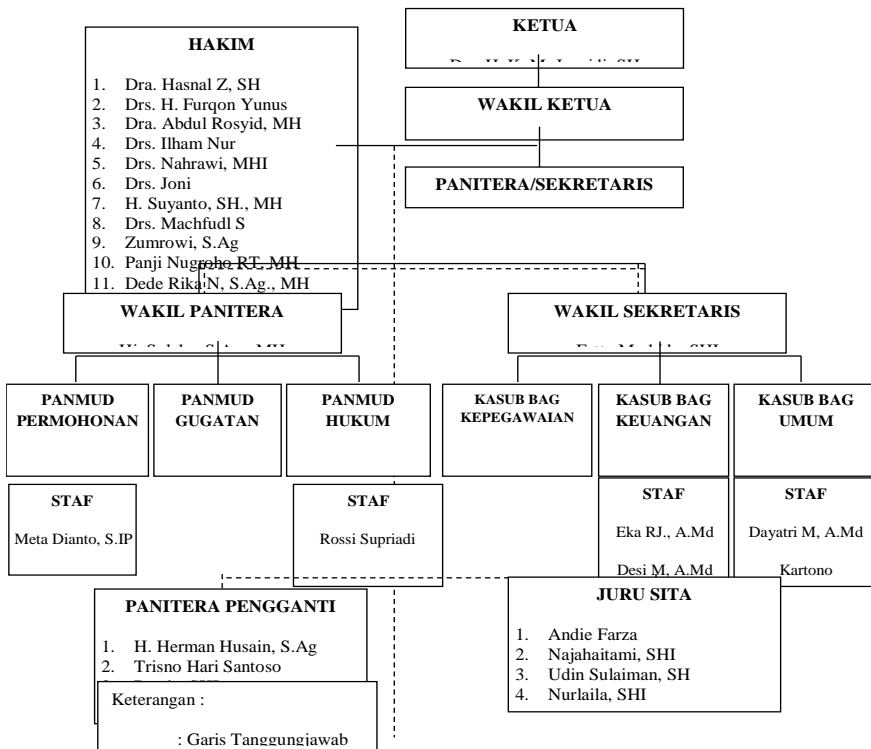 KETUA
HAKIM
1. Dra. Hasnal Z, SH
2. Drs. H. Furqon Yunus
3. Dra. Abdul Rosyid, MH
4. Drs. Ilham Nur
5. Drs. Nahrawi, MHI
6. Drs. Joni
7. H. Suyanto, SH., MH
8. Drs. Machfudl S
9. Zumrowi, S.Ag
10. Panji Nugroho RT, MH
11. Dede Rika N, S.Ag., MH
WAKIL KETUA
PANITERA/SEKRETARIS
WAKIL PANITERA
WAKIL SEKRETARIS
PANMUD
PERMOHONAN
PANMUD
GUGATAN
PANMUD
HUKUM
KASUB BAG
KEPEGAWAIAN
KASUB BAG
KEUANGAN
KASUB BAG
UMUM
STAF
Meta Dianto, S.IP
STAF
Rossi Supriadi
STAF
Eka RJ., A.Md
Desi M, A.Md
STAF
Dayatri M, A.Md
Kartono
PANITERA PENGGANTI
1. H. Herman Husain, S.Ag
2. Trisno Hari Santoso
JURU SITA
1. Andie Farza
2. Najahaitami, SHI
3. Udin Sulaiman, SH
4. Nurlaila, SHI
Keterangan :
: Garis Tanggungjawab